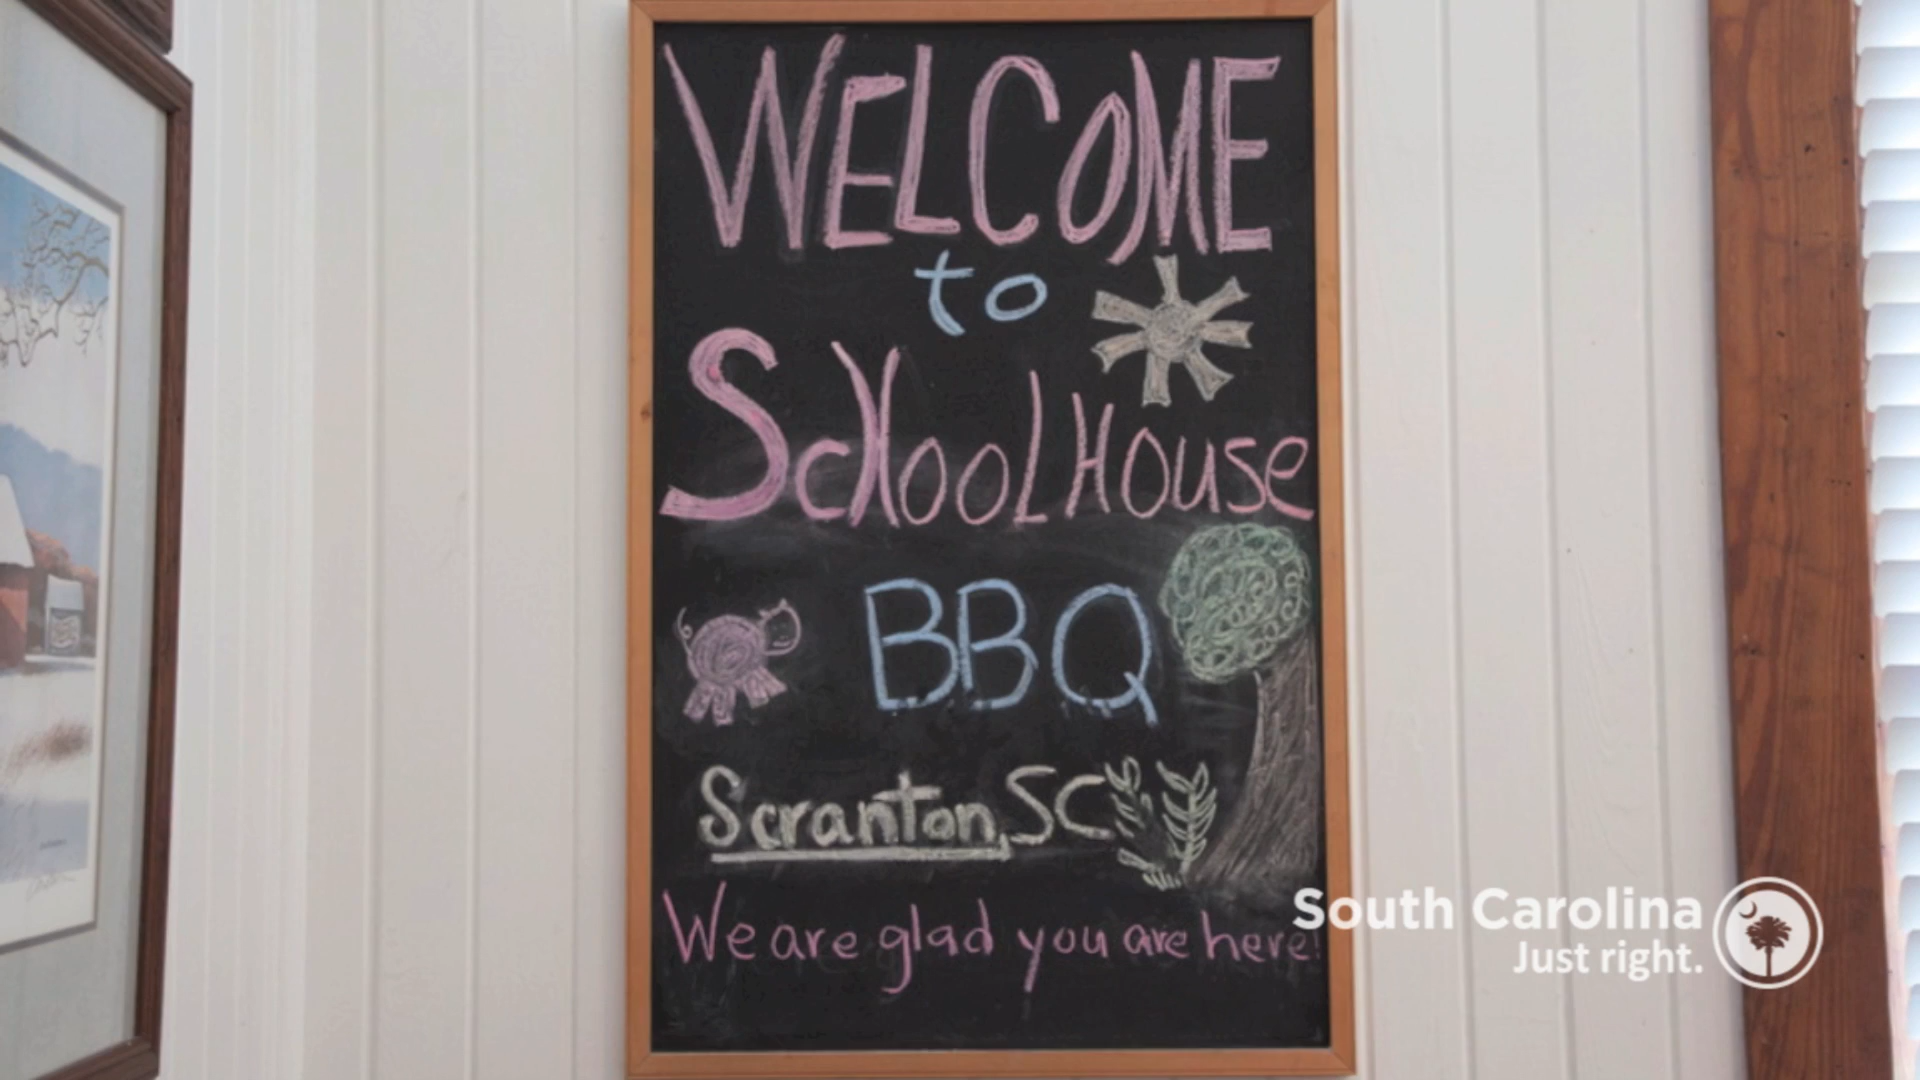 WELCOME
to
ScHooLHouse
BBQ
Scranton, SC
We are glad you are here!
South Carolina
Just right.